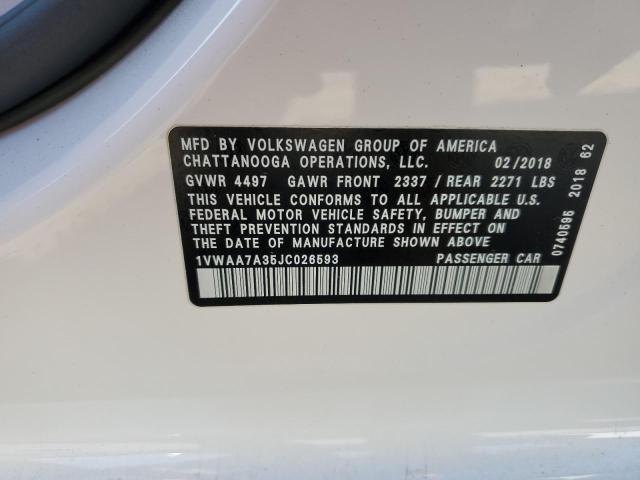 MFD BY VOLKSWAGEN GROUP OF AMERICA
CHATTANOOGA OPERATIONS, LLC. 02/2018
GVWR 4497 GAWR FRONT 2337 / REAR 2271 LBS
THIS VEHICLE CONFORMS TO ALL APPLICABLE U.S.
FEDERAL MOTOR VEHICLE SAFETY, BUMPER AND
THEFT PREVENTION STANDARDS IN EFFECT ON
THE DATE OF MANUFACTURE SHOWN ABOVE
1VWAA7A35JC026593 PASSENGER CAR
0740595 2018 62